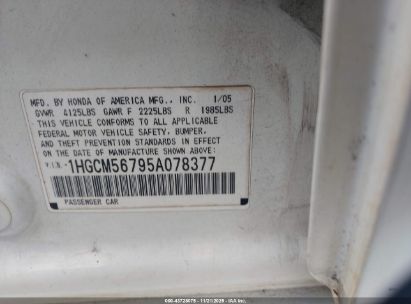 MFD. BY HONDA OF AMERICA MFG., INC. 1/05
GVWR 4125LBS GAWR F 2225LBS R 1985LBS
THIS VEHICLE CONFORMS TO ALL APPLICABLE
FEDERAL MOTOR VEHICLE SAFETY, BUMPER,
AND THEFT PREVENTION STANDARDS IN EFFECT
ON THE DATE OF MANUFACTURE SHOWN ABOVE.
V.I.N. 1HGCM56795A078377
PASSENGER CAR